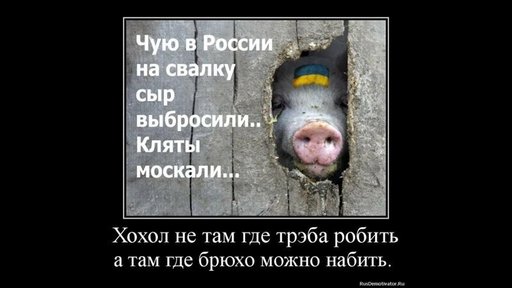 Чую в России
на свалку
сыр
выбросили..
Кляты
москали...
Хохол не там где трэба робить
а там где брюхо можно набить.
RusDemotivator.Ru